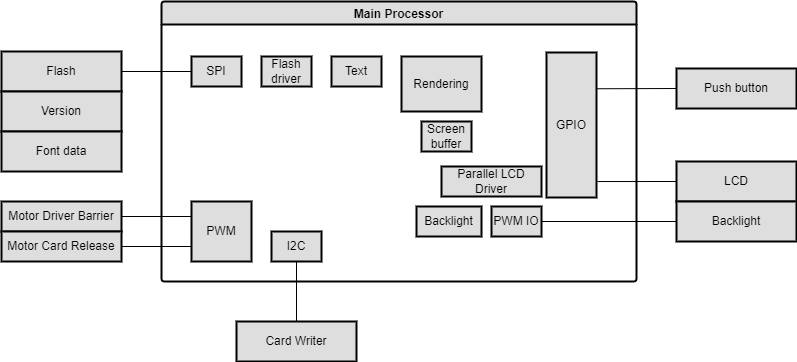 Main Processor
Flash
Version
Font data
SPI
Flash
driver
Text
Rendering
Screen
buffer
GPIO
Parallel LCD
Driver
Push button
LCD
Backlight
Motor Driver Barrier
Motor Card Release
PWM
I2C
Backlight
PWM IO
Card Writer